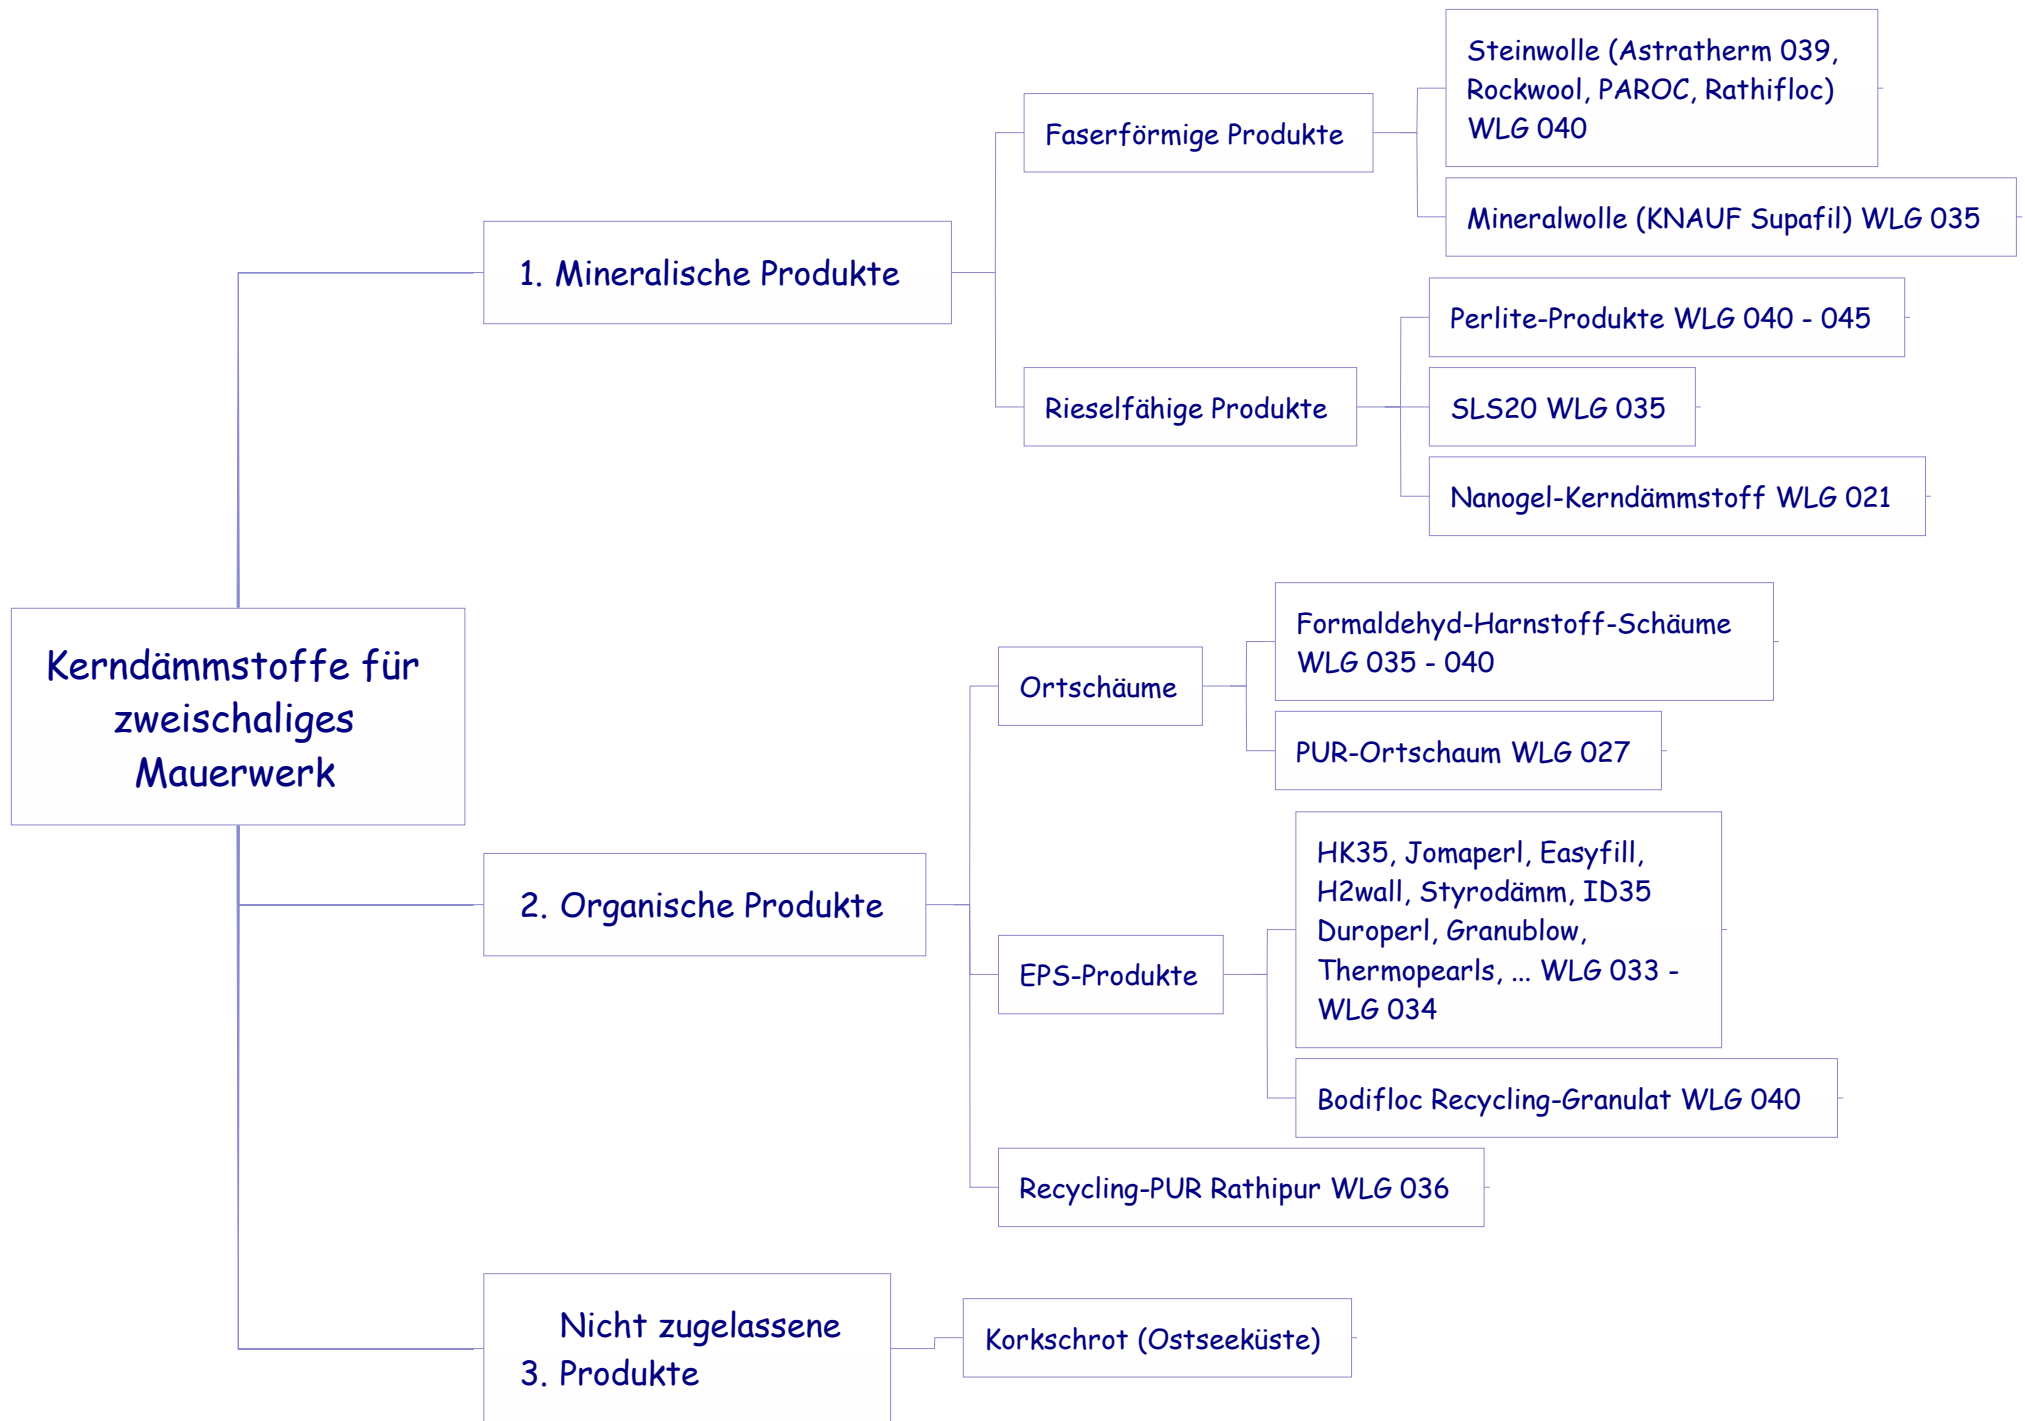 Kerndämmstoffe für
zweischaliges
Mauerwerk
1. Mineralische Produkte
Faserförmige Produkte
Steinwolle (Astratherm 039,
Rockwool, PAROC, Rathifloc)
WLG 040
Mineralwolle (KNAUF Supafil) WLG 035
Rieselfähige Produkte
Perlite-Produkte WLG 040 - 045
SLS20 WLG 035
Nanogel-Kerndämmstoff WLG 021
2. Organische Produkte
Ortschäume
Formaldehyd-Harnstoff-Schäume
WLG 035 - 040
PUR-Ortschaum WLG 027
EPS-Produkte
HK35, Jomaperl, Easyfill,
H2wall, Styrodämm, ID35
Duroperl, Granublow,
Thermopearls, ... WLG 033 -
WLG 034
Bodifloc Recycling-Granulat WLG 040
Recycling-PUR Rathipur WLG 036
Nicht zugelassene
3. Produkte
Korkschrot (Ostseeküste)